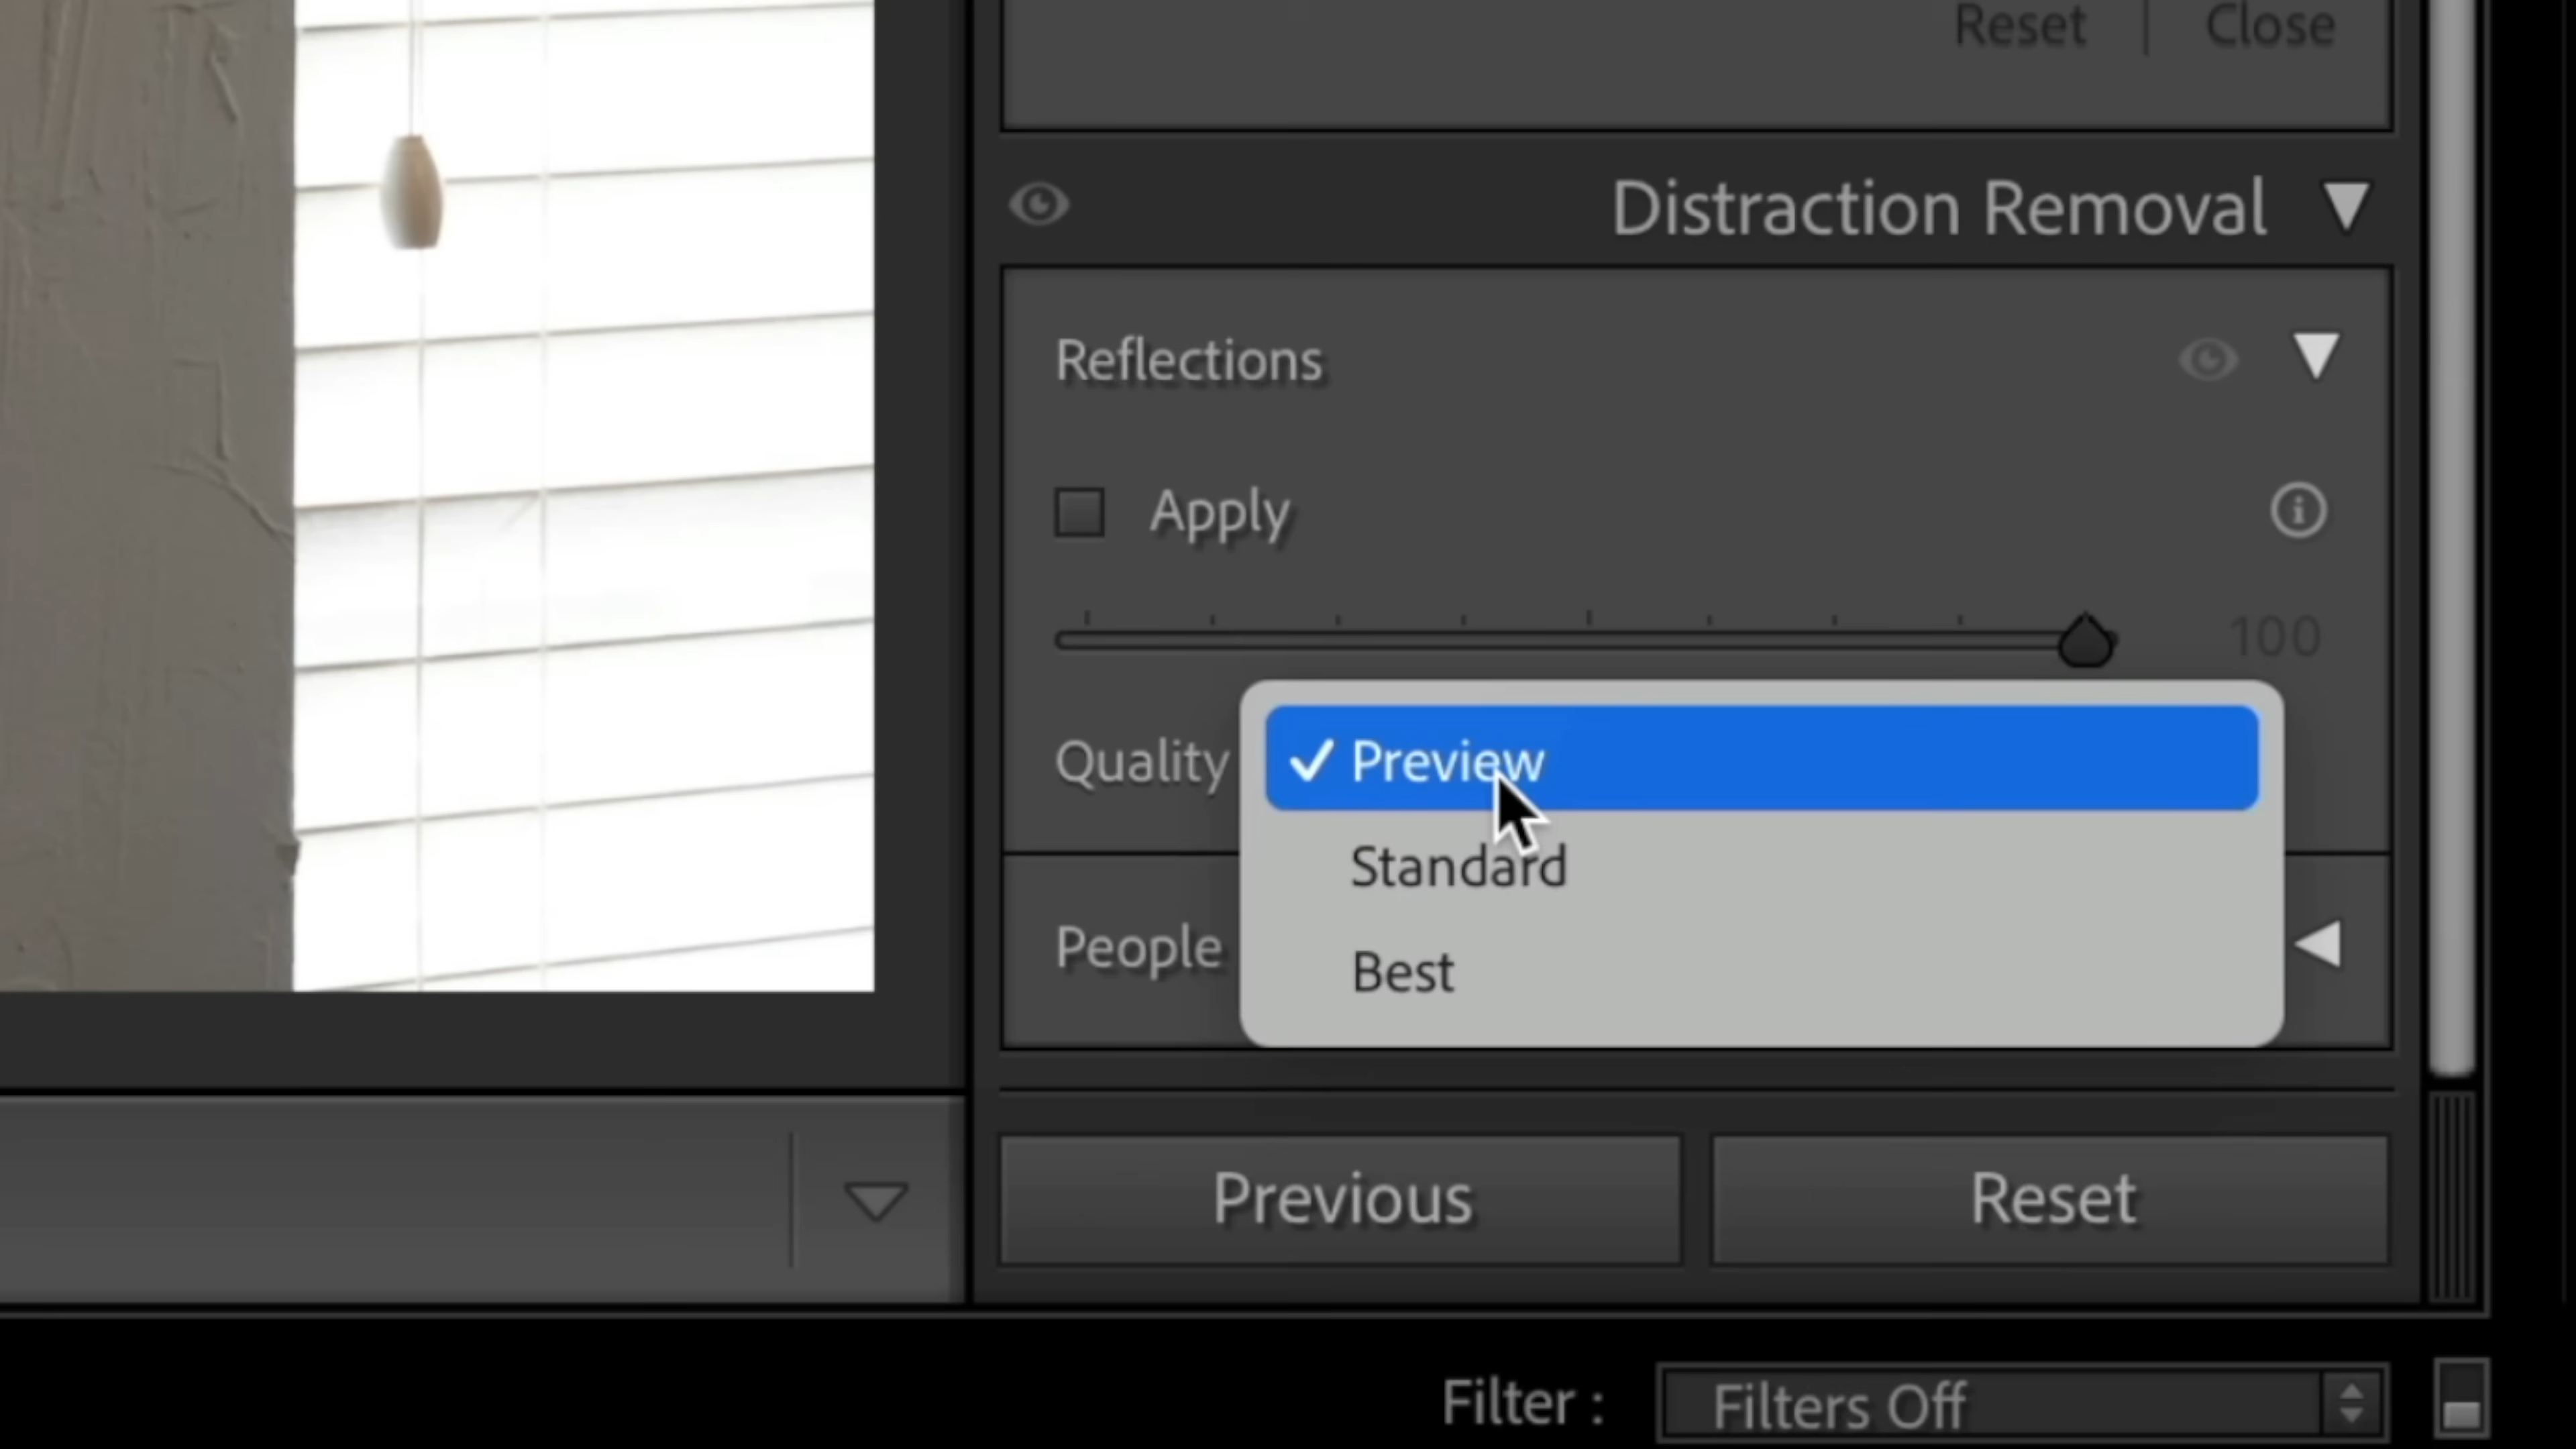 Reset | Close
Distraction Removal
Reflections
Apply
100
Quality
Preview
Standard
Best
People
Previous
Reset
Filter :
Filters Off